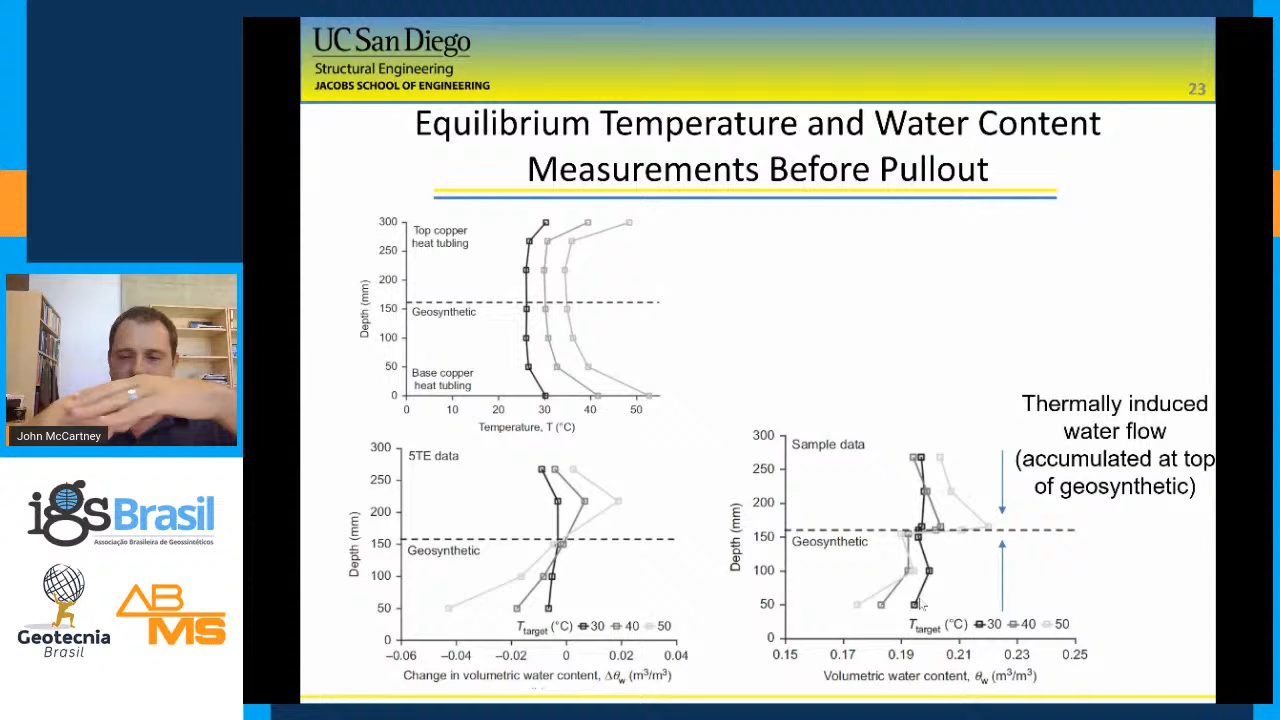 UC San Diego
Structural Engineering
JACOBS SCHOOL OF ENGINEERING
23
Equilibrium Temperature and Water Content
Measurements Before Pullout
300
250
200
150
100
50
0
Depth (mm)
Top copper
heat tubling
Geosynthetic
Base copper
heat tubling
0 10 20 30 40 50
Temperature, T (°C)
300
250
200
150
100
50
0
Depth (mm)
5TE data
Geosynthetic
Ttarget (°C) 30 40 50
–0.06 –0.04 –0.02 0 0.02 0.04
Change in volumetric water content, Δθw (m³/m³)
300
250
200
150
100
50
0
Depth (mm)
Sample data
Geosynthetic
Ttarget (°C) 30 40 50
0.15 0.17 0.19 0.21 0.23 0.25
Volumetric water content, θw (m³/m³)
Thermally induced
water flow
(accumulated at top
of geosynthetic)
John McCartney
igsBrasil
Associação Brasileira de Geossintéticos
Geotecnia
Brasil
ABMS